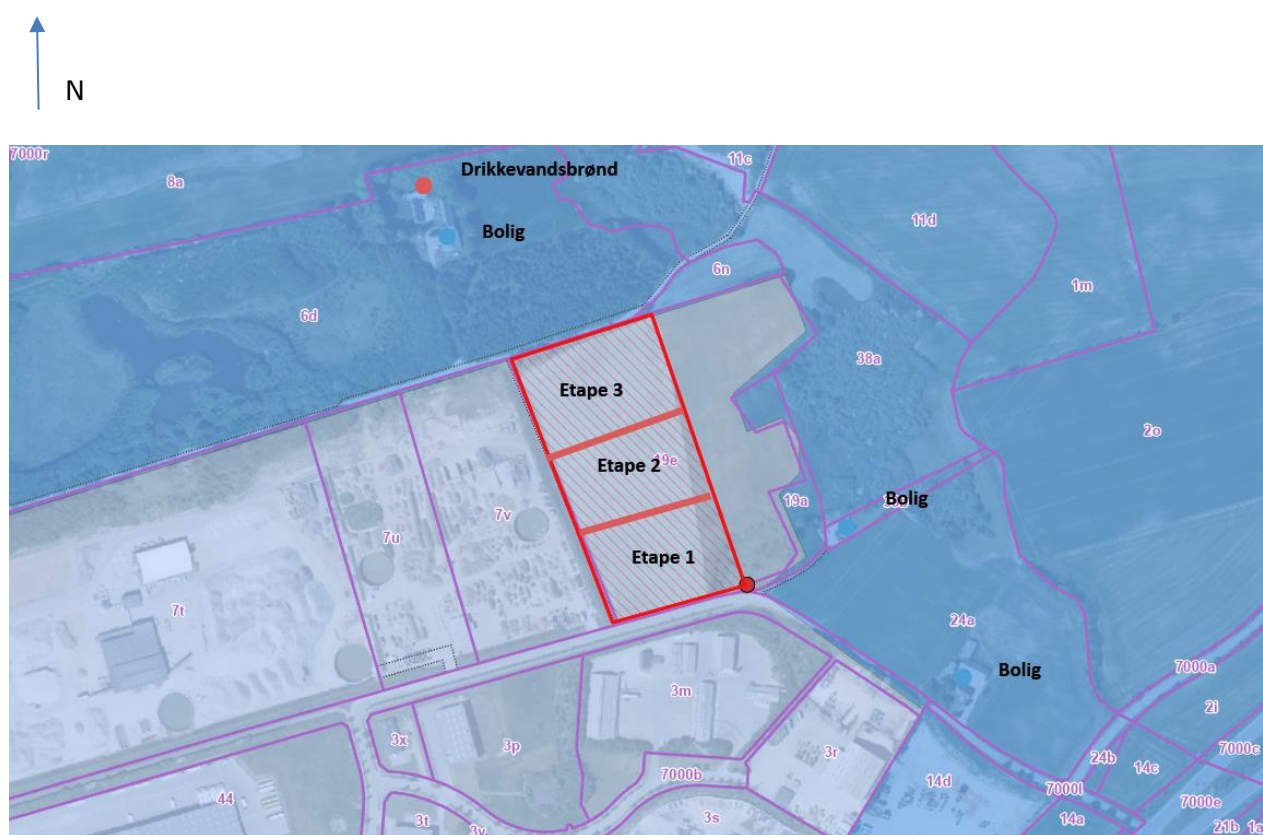 N
7000r
8a
Drikkevandsbrønd
11c
Bolig
11d
6n
1m
6d
38a
Etape 3
2o
Etape 2
19e
Bolig
19a
7v
7u
Etape 1
7t
24a
Bolig
7000a
3m
2i
3x
3p
3r
7000c
24b
14c
7000b
14d
7000l
7000e
44
3t
3v
3s
14a
21b
1a